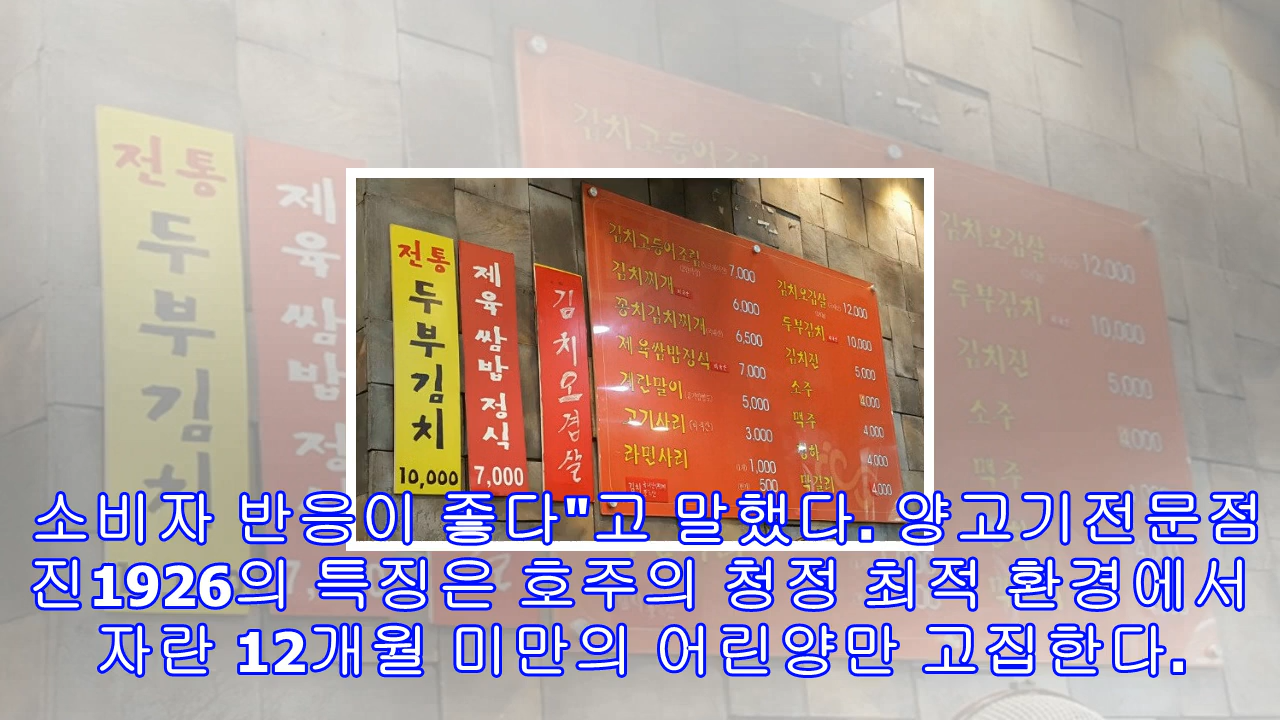 전통
두부김치
10,000
제육쌈밥정식
7,000
김치오겹살
김치고등어조림 7,000
김치찌개 6,000
꽁치김치찌개 6,500
제육쌈밥정식 7,000
계란말이 5,000
고기사리 3,000
라면사리 1,000
500
김치오겹살 12,000
두부김치 10,000
김치전 5,000
소주 4,000
맥주 4,000
4,000
막걸리 4,000
소비자 반응이 좋다"고 말했다. 양고기전문점
진1926의 특징은 호주의 청정 최적 환경에서
자란 12개월 미만의 어린양만 고집한다.